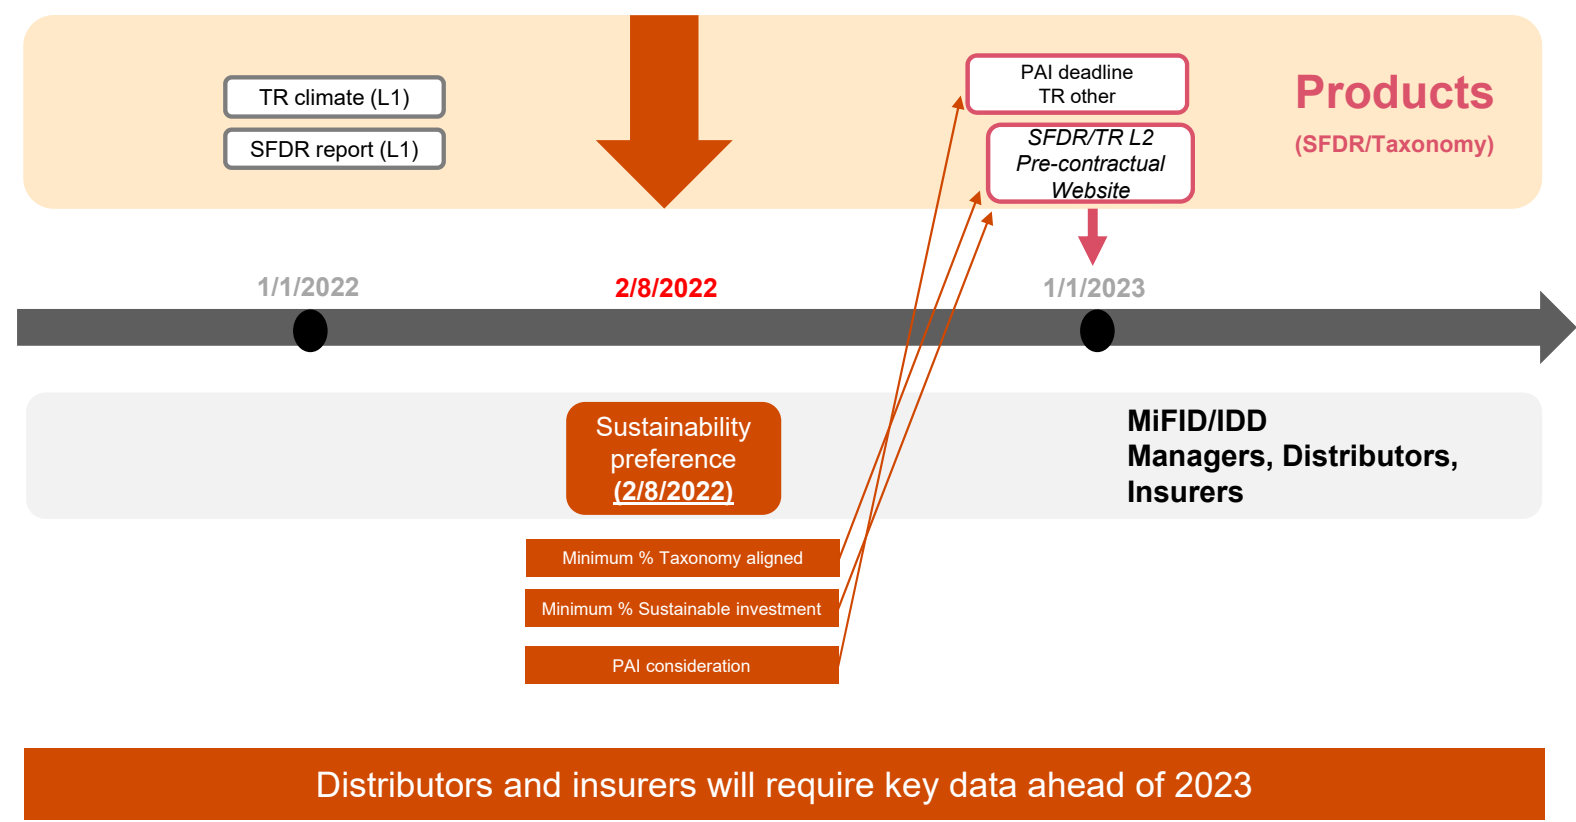 TR climate (L1)
SFDR report (L1)
PAI deadline
TR other
SFDR/TR L2
Pre-contractual
Website
Products
(SFDR/Taxonomy)
1/1/2022
2/8/2022
1/1/2023
Sustainability
preference
(2/8/2022)
MiFID/IDD
Managers, Distributors,
Insurers
Minimum % Taxonomy aligned
Minimum % Sustainable investment
PAI consideration
Distributors and insurers will require key data ahead of 2023